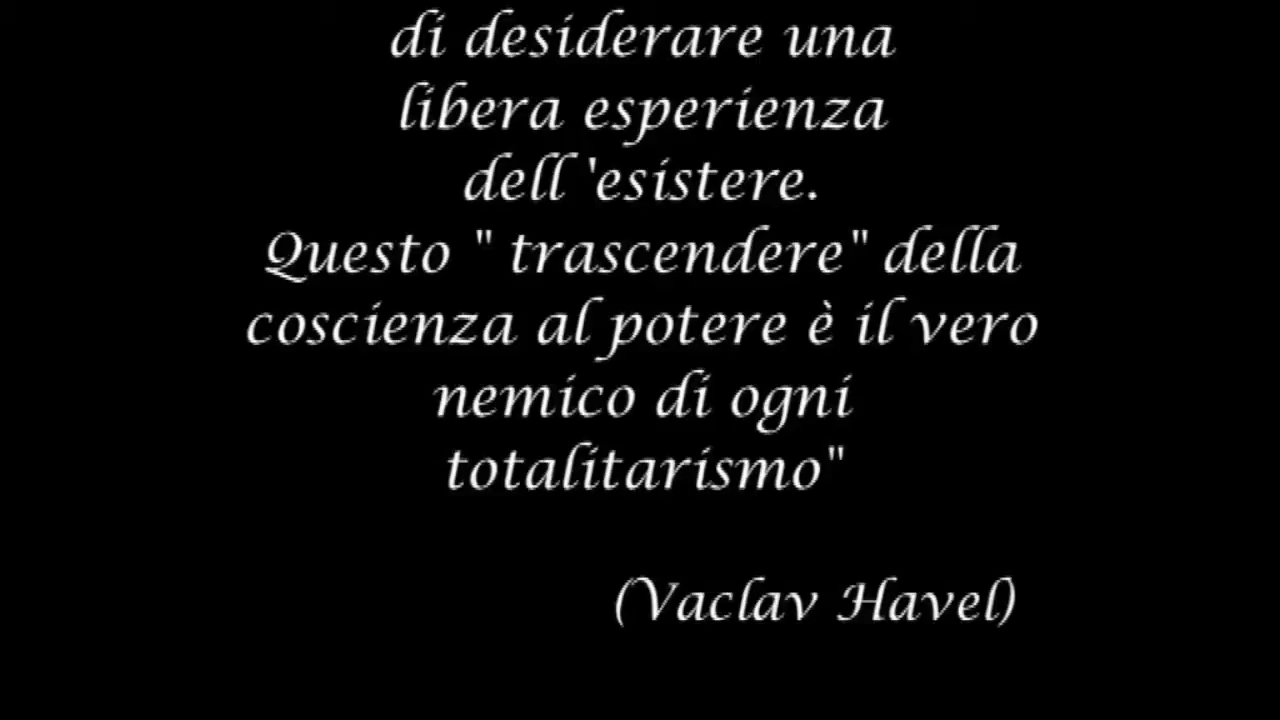 di desiderare una
libera esperienza
dell 'esistere.
Questo " trascendere" della
coscienza al potere è il vero
nemico di ogni
totalitarismo"
(Vaclav Havel)